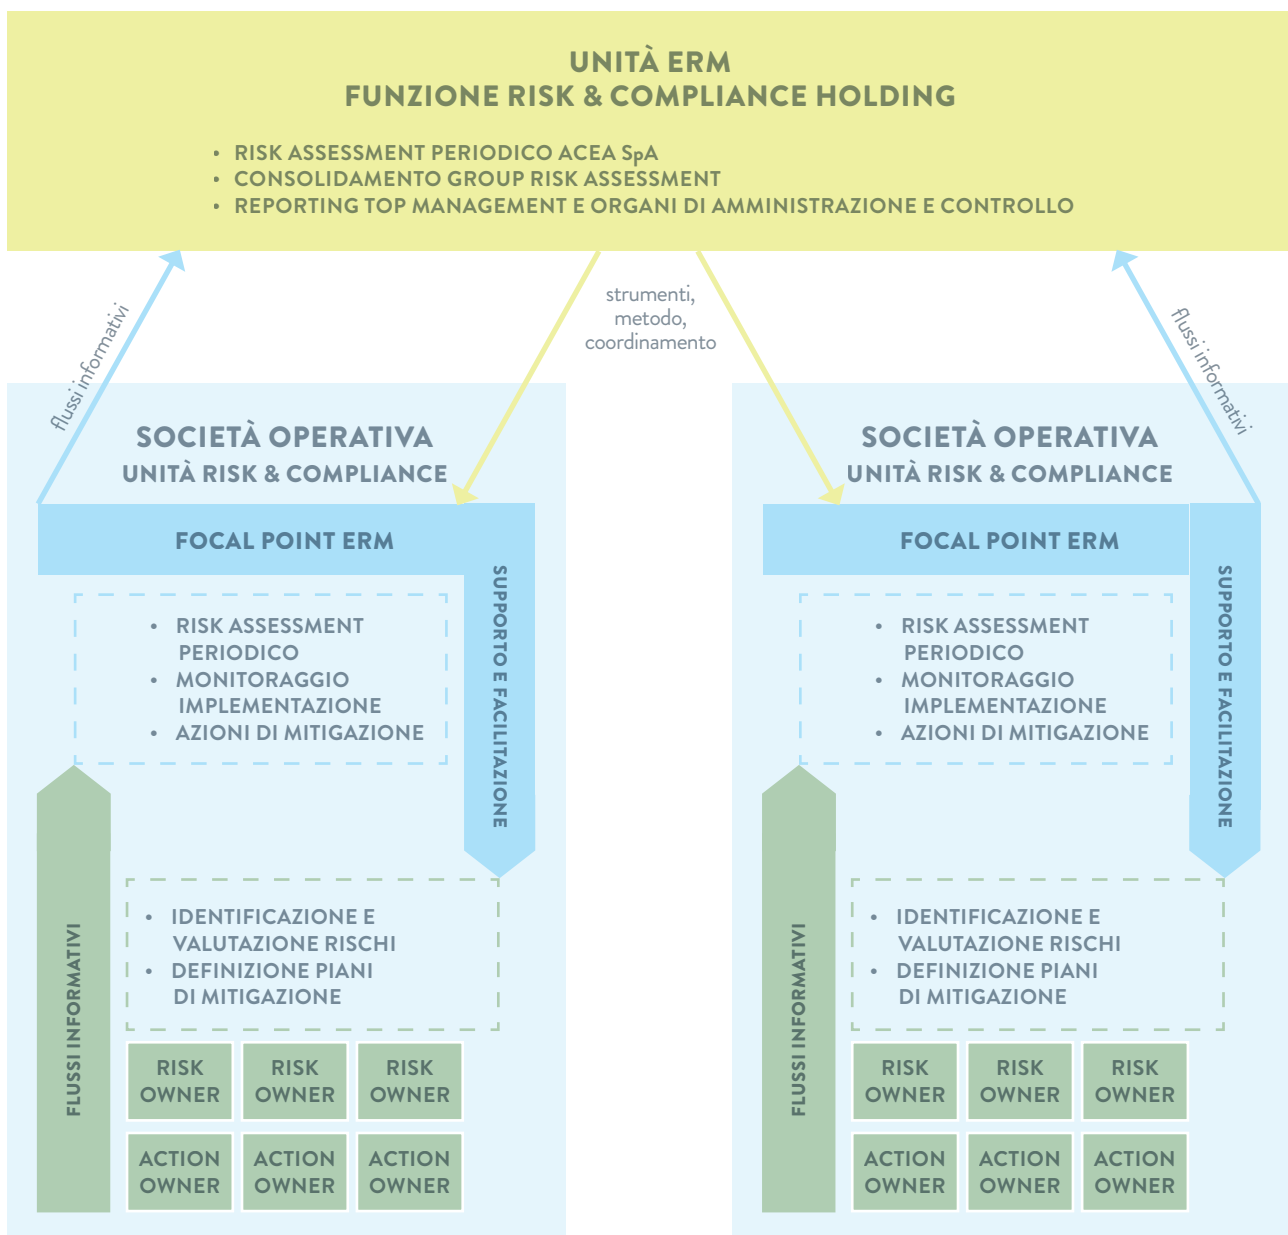 UNITÀ ERM
FUNZIONE RISK & COMPLIANCE HOLDING
• RISK ASSESSMENT PERIODICO ACEA SpA
• CONSOLIDAMENTO GROUP RISK ASSESSMENT
• REPORTING TOP MANAGEMENT E ORGANI DI AMMINISTRAZIONE E CONTROLLO
flussi informativi
strumenti,
metodo,
coordinamento
flussi informativi
SOCIETÀ OPERATIVA
UNITÀ RISK & COMPLIANCE
FOCAL POINT ERM
SUPPORTO E FACILITAZIONE
• RISK ASSESSMENT
PERIODICO
• MONITORAGGIO
IMPLEMENTAZIONE
• AZIONI DI MITIGAZIONE
FLUSSI INFORMATIVI
• IDENTIFICAZIONE E
VALUTAZIONE RISCHI
• DEFINIZIONE PIANI
DI MITIGAZIONE
RISK
OWNER
RISK
OWNER
RISK
OWNER
ACTION
OWNER
ACTION
OWNER
ACTION
OWNER
SOCIETÀ OPERATIVA
UNITÀ RISK & COMPLIANCE
FOCAL POINT ERM
SUPPORTO E FACILITAZIONE
• RISK ASSESSMENT
PERIODICO
• MONITORAGGIO
IMPLEMENTAZIONE
• AZIONI DI MITIGAZIONE
FLUSSI INFORMATIVI
• IDENTIFICAZIONE E
VALUTAZIONE RISCHI
• DEFINIZIONE PIANI
DI MITIGAZIONE
RISK
OWNER
RISK
OWNER
RISK
OWNER
ACTION
OWNER
ACTION
OWNER
ACTION
OWNER